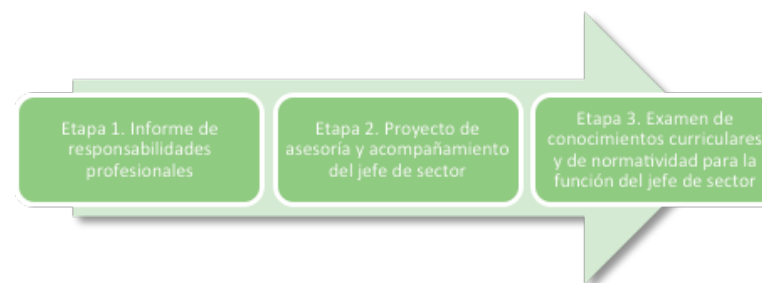 Etapa 1. Informe de
responsabilidades
profesionales
Etapa 2. Proyecto de
asesoría y acompañamiento
del jefe de sector
Etapa 3. Examen de
conocimientos curriculares
y de normatividad para la
función del jefe de sector